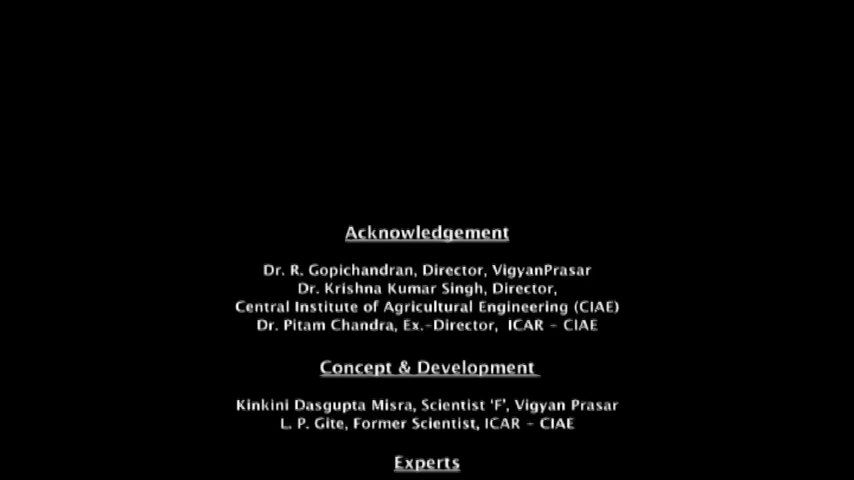 Acknowledgement
Dr. R. Gopichandran, Director, VigyanPrasar
Dr. Krishna Kumar Singh, Director,
Central Institute of Agricultural Engineering (CIAE)
Dr. Pitam Chandra, Ex.-Director, ICAR - CIAE
Concept & Development
Kinkini Dasgupta Misra, Scientist ‘F’, Vigyan Prasar
L. P. Gite, Former Scientist, ICAR - CIAE
Experts